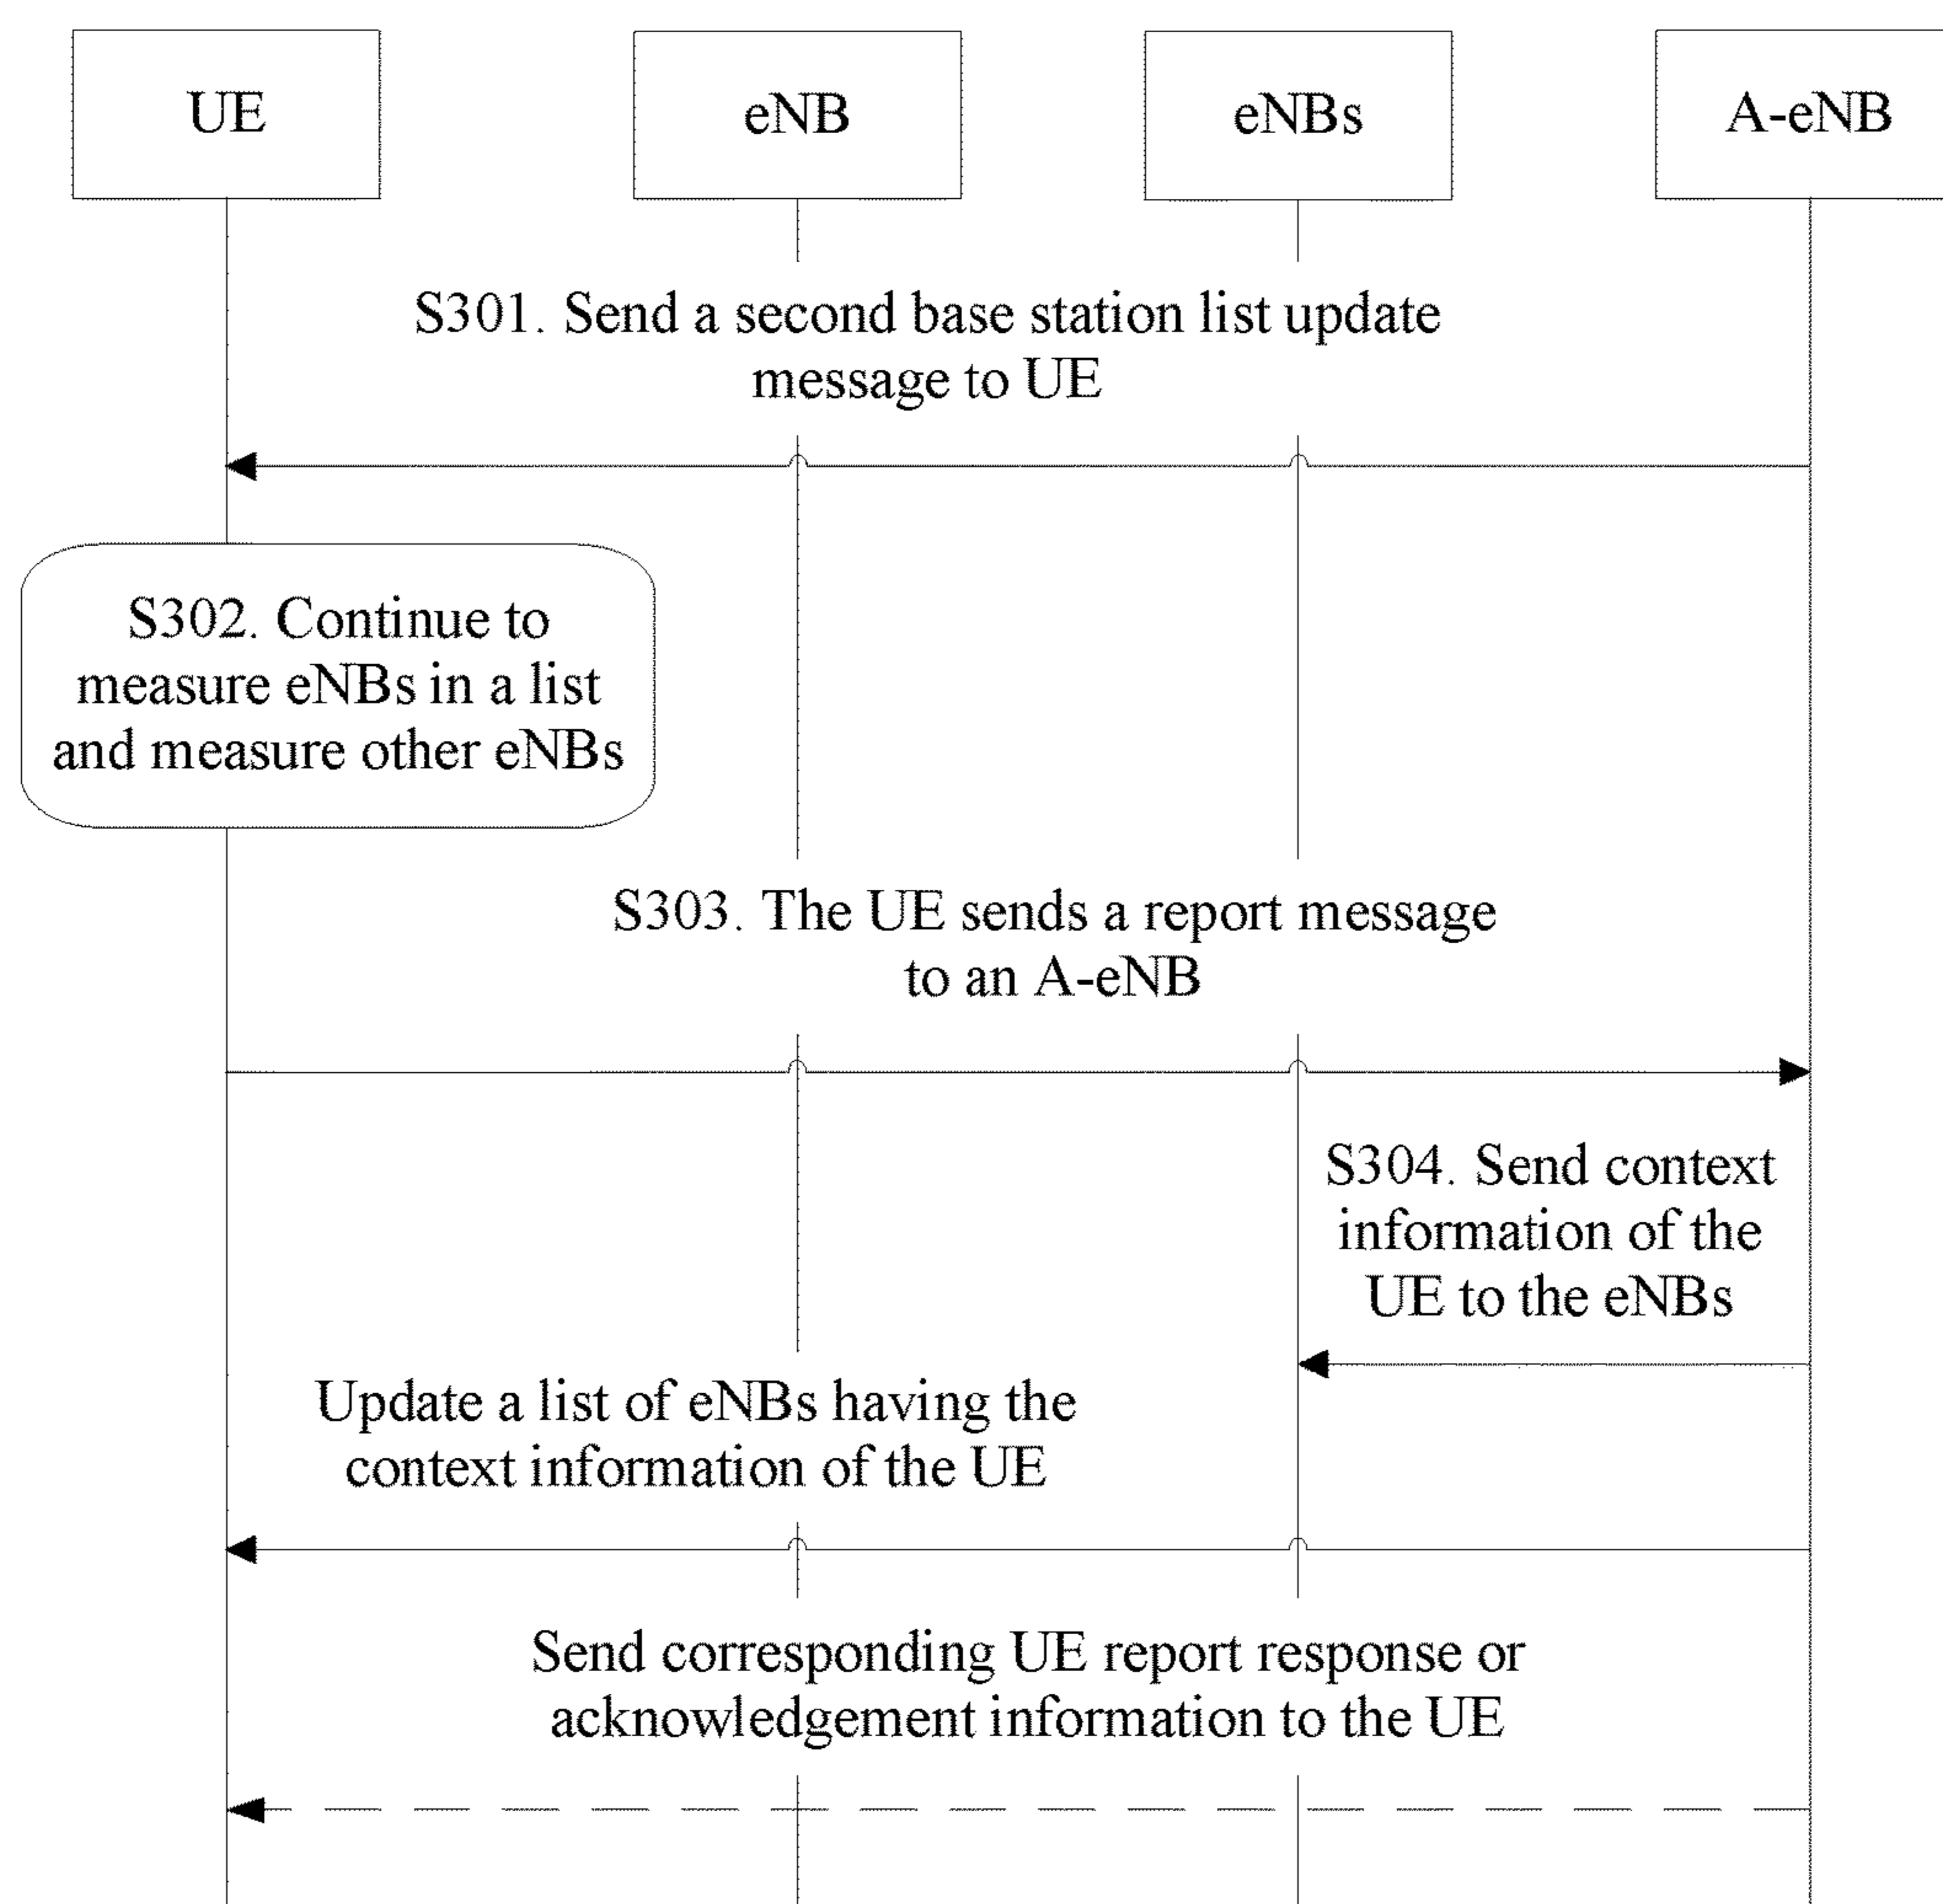 UE
eNB
eNBs
A-eNB
S301. Send a second base station list update
message to UE
S302. Continue to
measure eNBs in a list
and measure other eNBs
S303. The UE sends a report message
to an A-eNB
S304. Send context
information of the
UE to the eNBs
Update a list of eNBs having the
context information of the UE
Send corresponding UE report response or
acknowledgement information to the UE